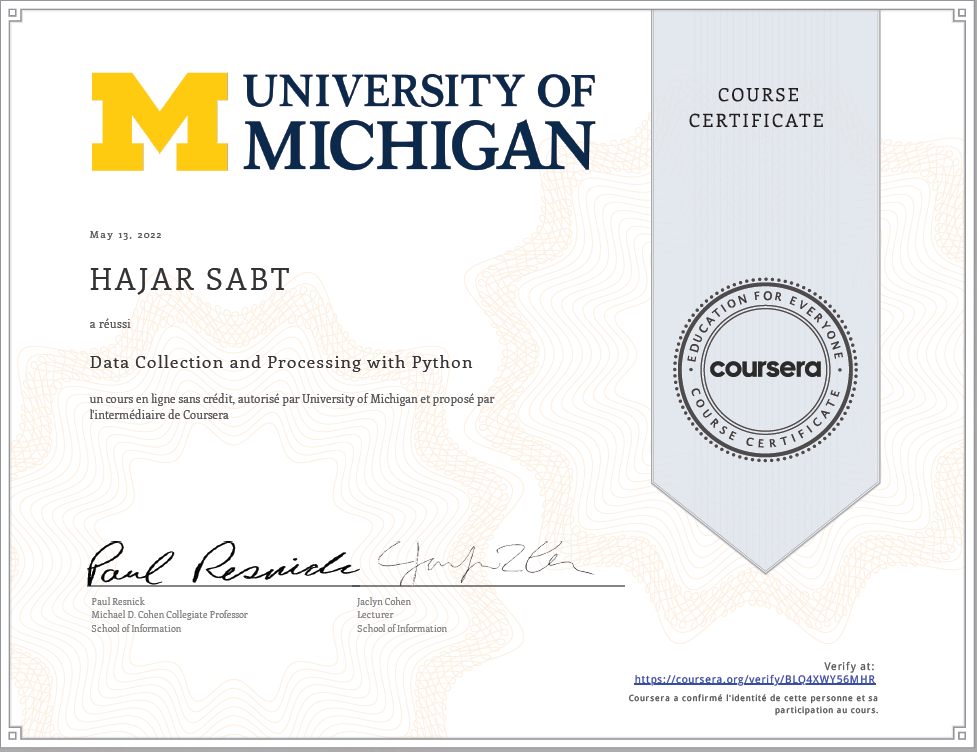 UNIVERSITY OF
MICHIGAN
COURSE
CERTIFICATE
May 13, 2022
HAJAR SABT
a réussi
Data Collection and Processing with Python
un cours en ligne sans crédit, autorisé par University of Michigan et proposé par
l'intermédiaire de Coursera
EDUCATION FOR EVERYONE
coursera
COURSE CERTIFICATE
Paul Resnick
Paul Resnick
Michael D. Cohen Collegiate Professor
School of Information
Jaclyn Cohen
Lecturer
School of Information
Verify at:
https://coursera.org/verify/BLQ4XWY56MHR
Coursera a confirmé l'identité de cette personne et sa
participation au cours.